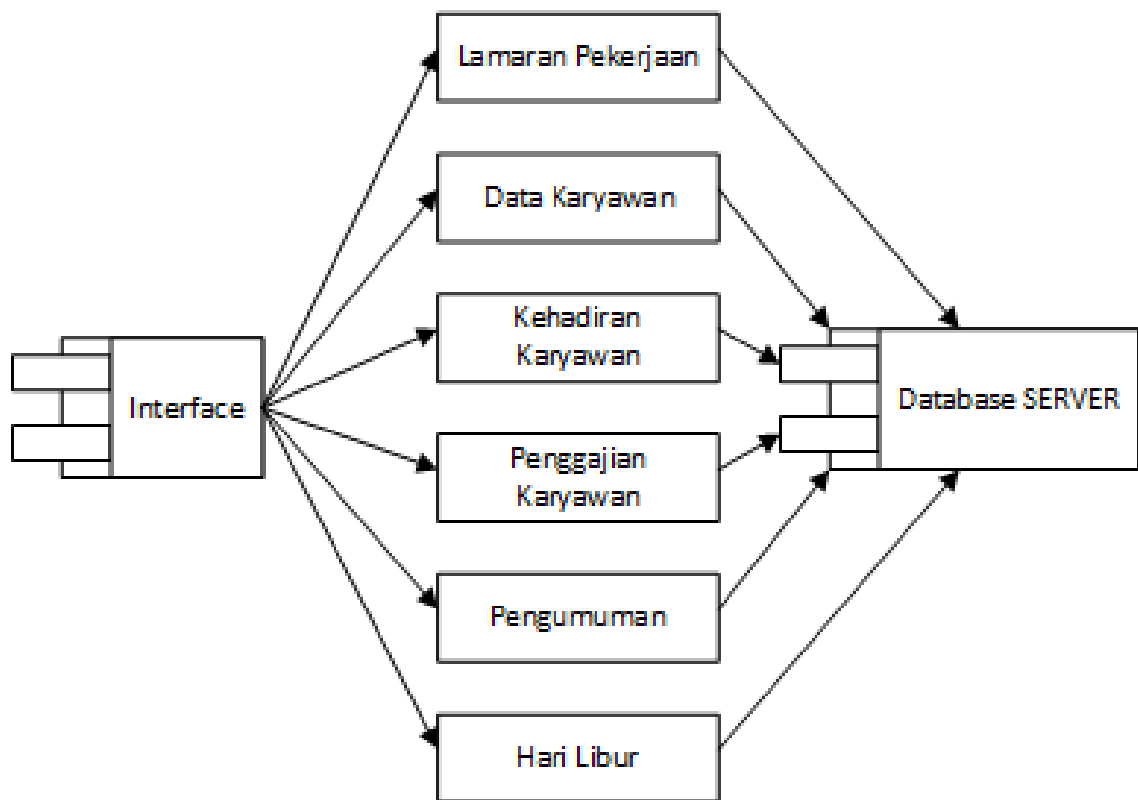 Lamaran Pekerjaan
Data Karyawan
Kehadiran
Karyawan
Interface
Database SERVER
Penggajian
Karyawan
Pengumuman
Hari Libur